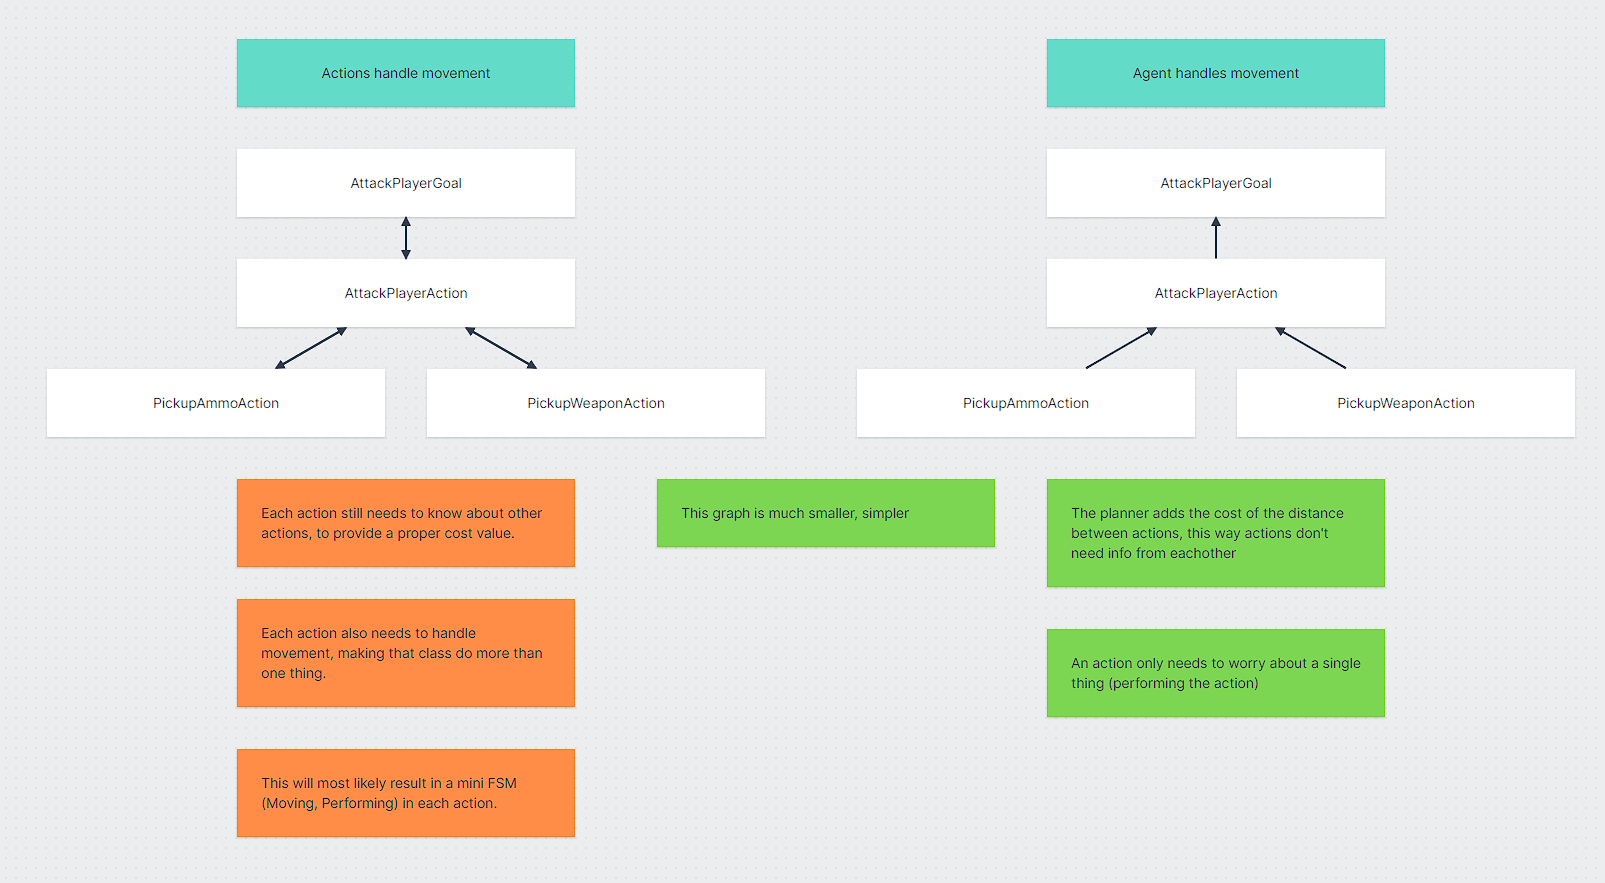 Actions handle movement
Agent handles movement
AttackPlayerGoal
AttackPlayerGoal
AttackPlayerAction
AttackPlayerAction
PickupAmmoAction
PickupWeaponAction
PickupAmmoAction
PickupWeaponAction
Each action still needs to know about other
actions, to provide a proper cost value.
This graph is much smaller, simpler
The planner adds the cost of the distance
between actions, this way actions don't
need info from eachother
Each action also needs to handle
movement, making that class do more than
one thing.
An action only needs to worry about a single
thing (performing the action)
This will most likely result in a mini FSM
(Moving, Performing) in each action.